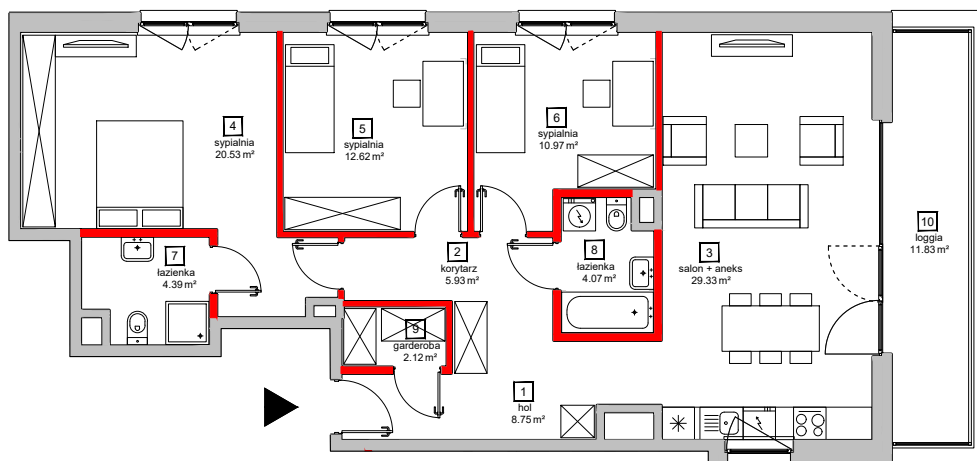 4
sypialnia
20.53 m²
5
sypialnia
12.62 m²
6
sypialnia
10.97 m²
7
łazienka
4.39 m²
2
korytarz
5.93 m²
8
łazienka
4.07 m²
3
salon + aneks
29.33 m²
10
loggia
11.83 m²
9
garderoba
2.12 m²
1
hol
8.75 m²